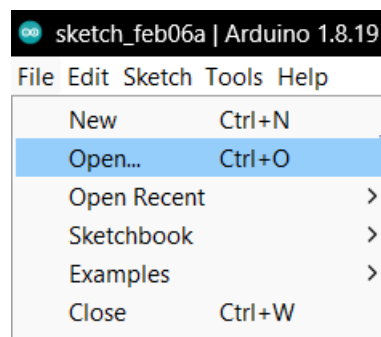 sketch_feb06a | Arduino 1.8.19
File Edit Sketch Tools Help
New Ctrl+N
Open... Ctrl+O
Open Recent >
Sketchbook >
Examples >
Close Ctrl+W